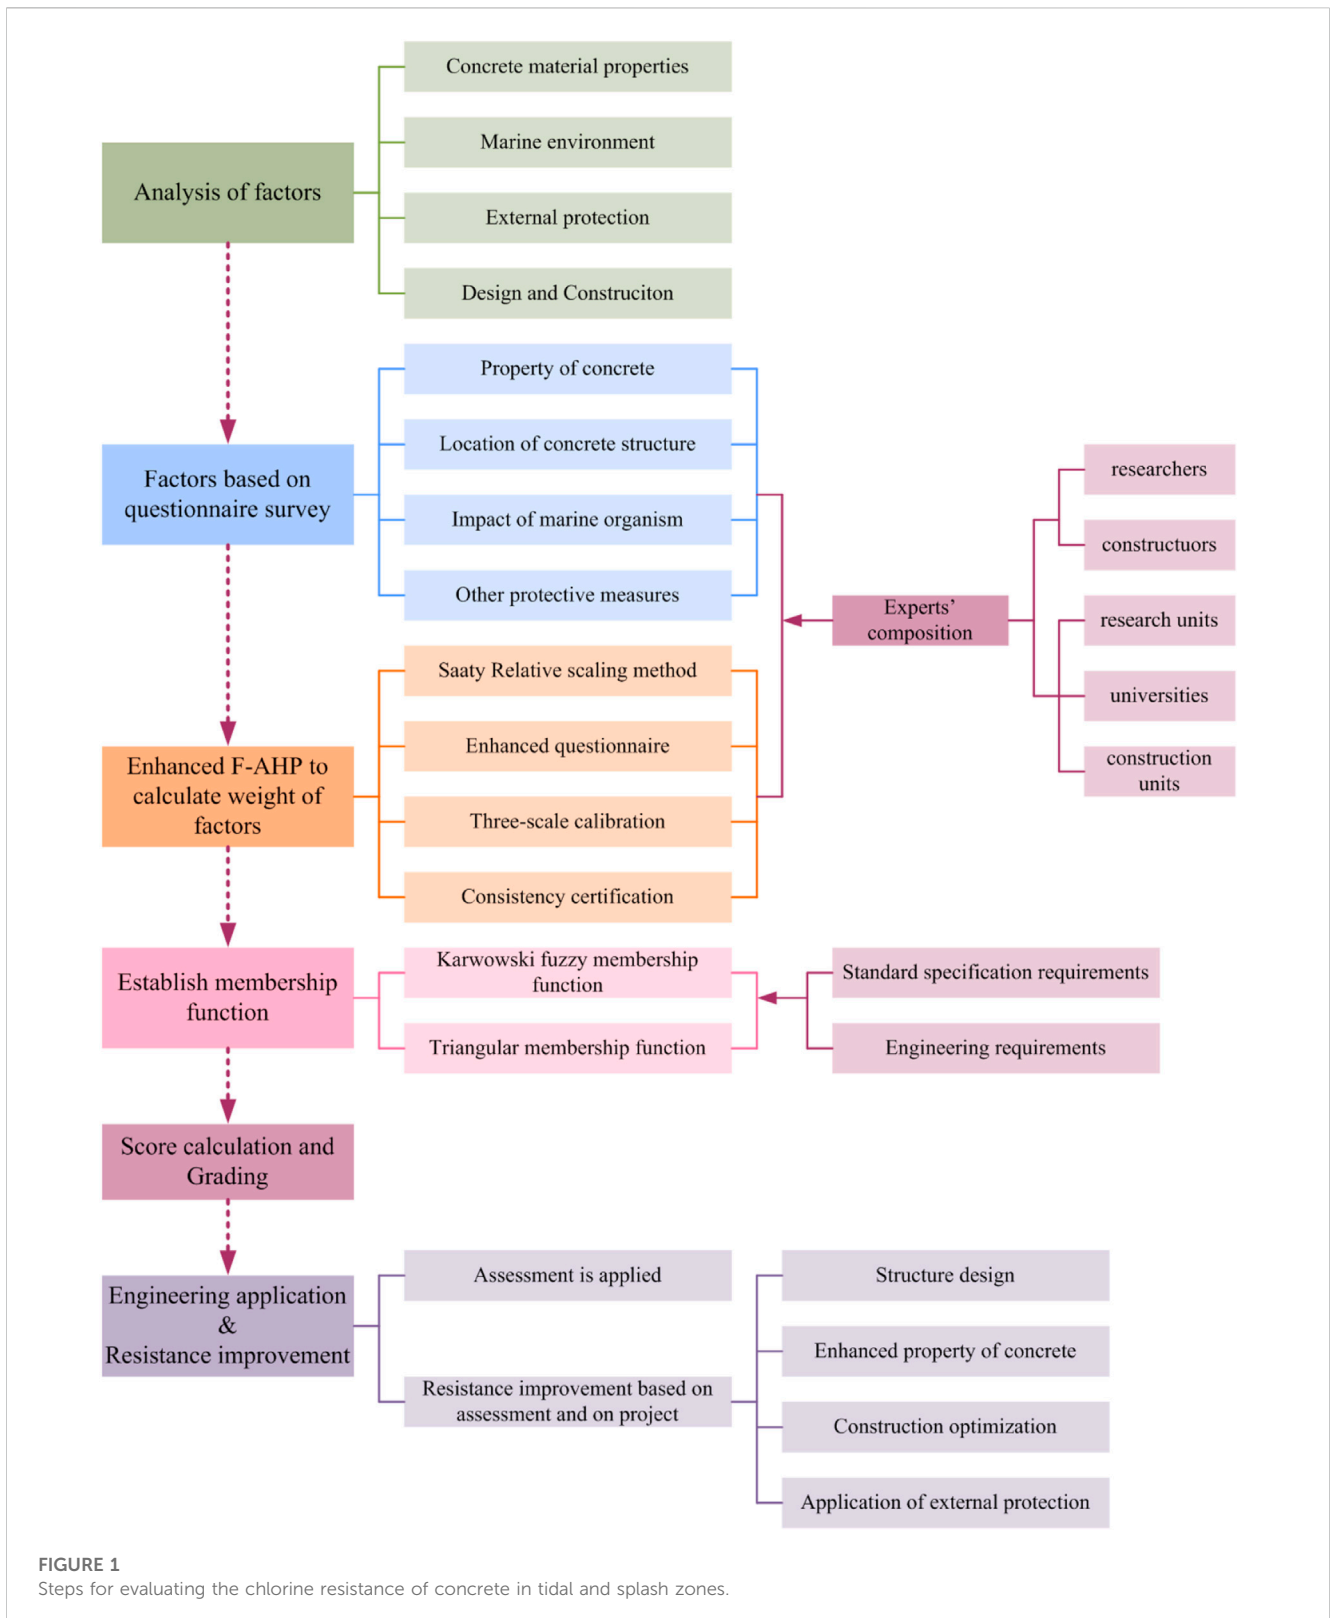 Concrete material properties
Marine environment
Analysis of factors
External protection
Design and Construciton
Property of concrete
Location of concrete structure
Factors based on
questionnaire survey
Impact of marine organism
Other protective measures
researchers
constructuors
Experts'
composition
research units
universities
construction
units
Saaty Relative scaling method
Enhanced questionnaire
Enhanced F-AHP to
calculate weight of
factors
Three-scale calibration
Consistency certification
Establish membership
function
Karwowski fuzzy membership
function
Triangular membership function
Standard specification requirements
Engineering requirements
Score calculation and
Grading
Engineering application
&
Resistance improvement
Assessment is applied
Resistance improvement based on
assessment and on project
Structure design
Enhanced property of concrete
Construction optimization
Application of external protection
FIGURE 1
Steps for evaluating the chlorine resistance of concrete in tidal and splash zones.